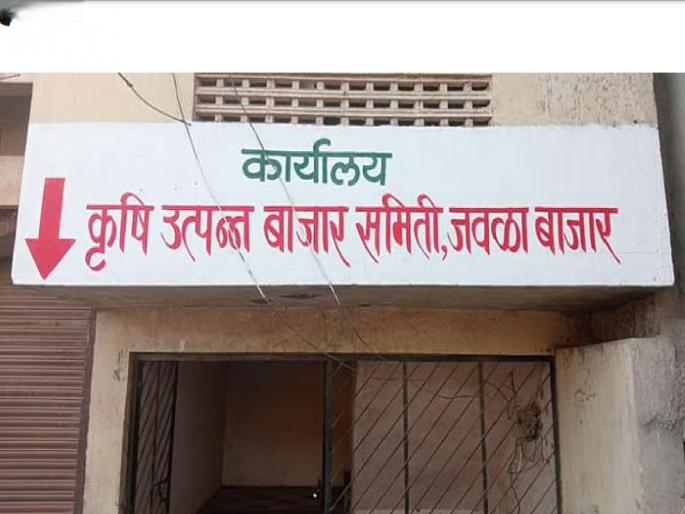 कार्यालय
कृषि उत्पन्न बाजार समिती, जवळा बाजार